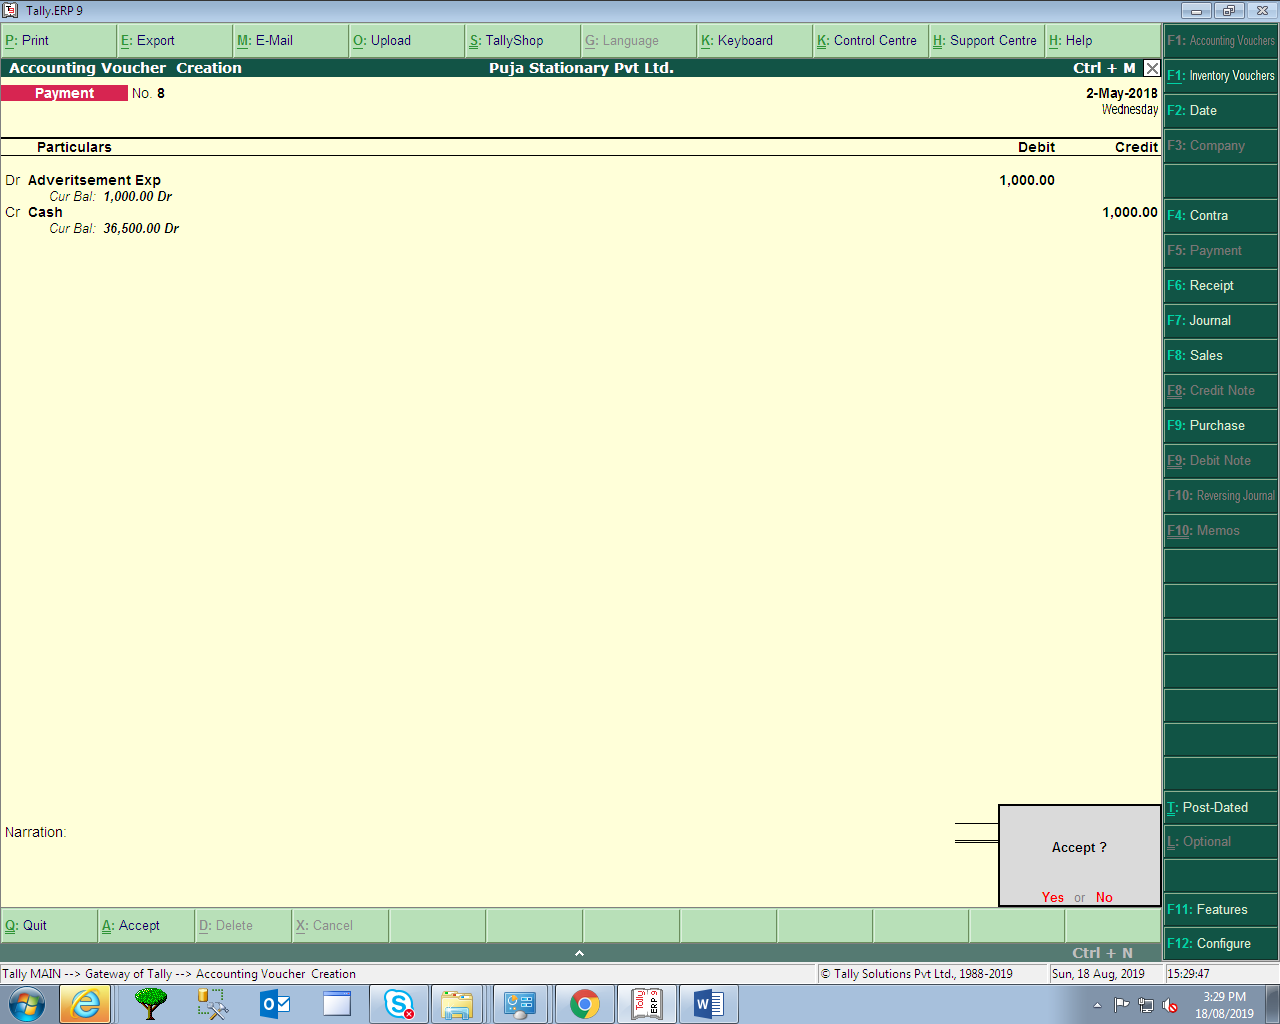 Tally.ERP 9
P: Print E: Export M: E-Mail O: Upload S: TallyShop G: Language K: Keyboard K: Control Centre H: Support Centre H: Help
Accounting Voucher Creation Puja Stationary Pvt Ltd. Ctrl + M
Payment No. 8 2-May-2018
Wednesday
Particulars Debit Credit
Dr Adveritsement Exp 1,000.00
Cur Bal: 1,000.00 Dr
Cr Cash 1,000.00
Cur Bal: 36,500.00 Dr
Narration:
Accept ?
Yes or No
F1: Accounting Vouchers
F1: Inventory Vouchers
F2: Date
F3: Company
F4: Contra
F5: Payment
F6: Receipt
F7: Journal
F8: Sales
F8: Credit Note
F9: Purchase
F9: Debit Note
F10: Reversing Journal
F10: Memos
T: Post-Dated
L: Optional
F11: Features
F12: Configure
Q: Quit A: Accept D: Delete X: Cancel
Ctrl + N
Tally MAIN --> Gateway of Tally --> Accounting Voucher Creation © Tally Solutions Pvt Ltd., 1988-2019 Sun, 18 Aug, 2019 15:29:47
Tally
ERP 9
3:29 PM
18/08/2019